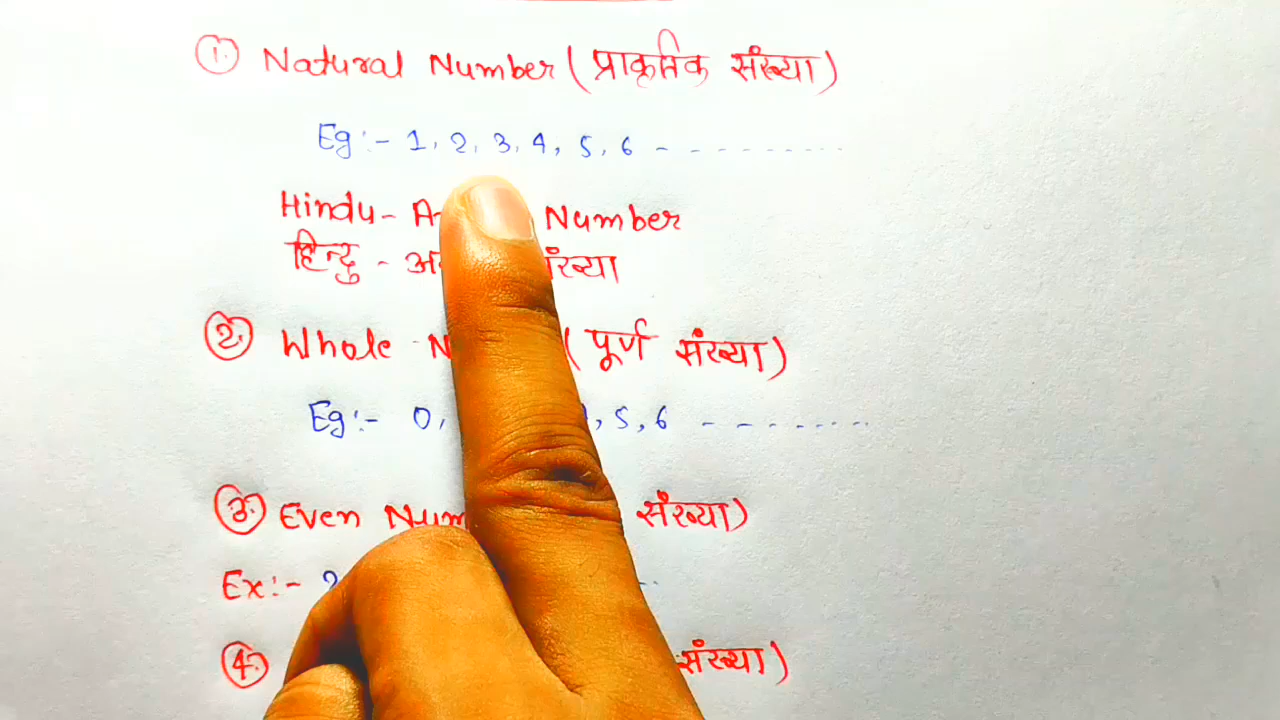 1. Natural Number (प्राकृतिक संख्या)
Eg:- 1, 2, 3, 4, 5, 6 - - - - - - - - -
Hindu- Number
हिन्दु - संख्या
2. Whole (पूर्ण संख्या)
Eg:- 0, , 5, 6 - - - - - - - -
3. Even संख्या)
Ex:- 2
4. संख्या)